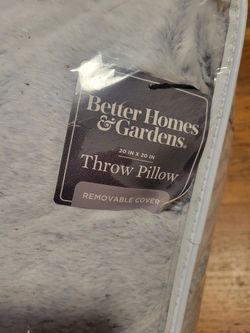 Better Homes
& Gardens®
20 IN X 20 IN
Throw Pillow
REMOVABLE COVER